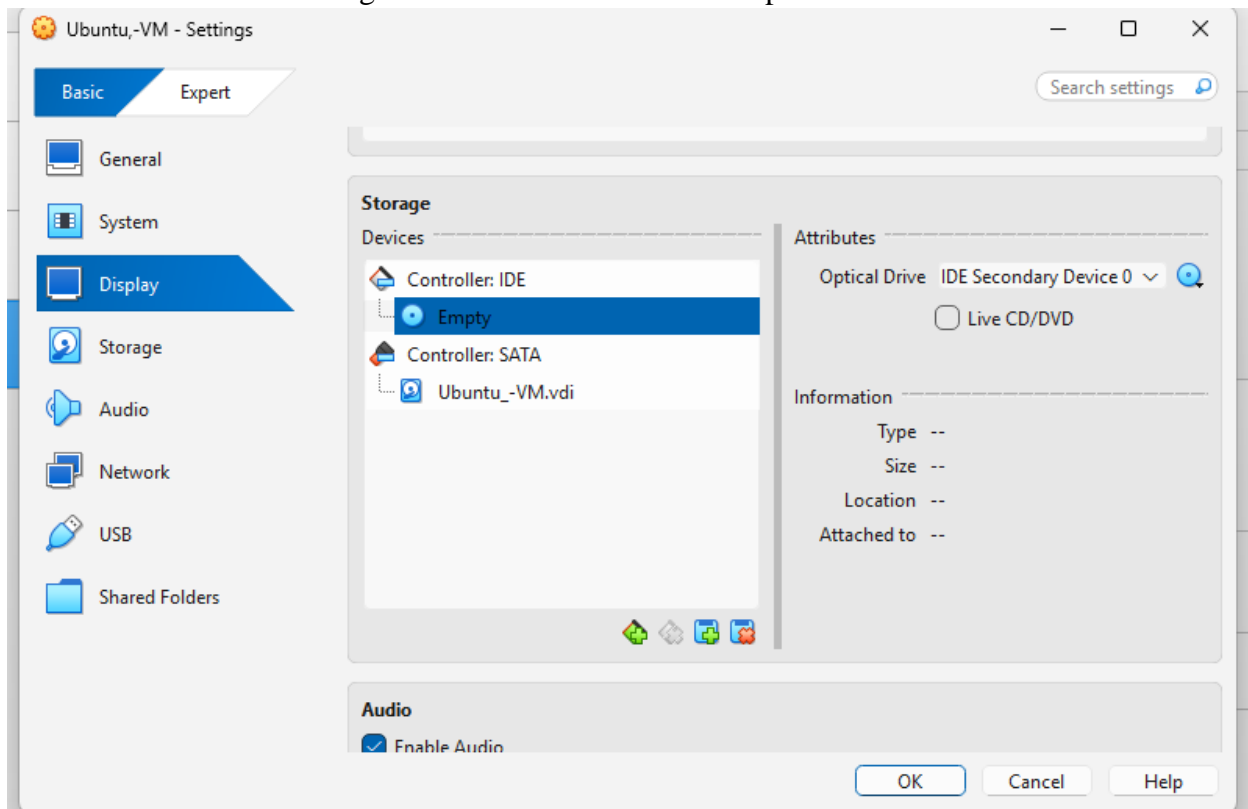 Ubuntu,-VM - Settings
Basic
Expert
Search settings
General
System
Display
Storage
Audio
Network
USB
Shared Folders
Storage
Devices
Controller: IDE
Empty
Controller: SATA
Ubuntu_-VM.vdi
Attributes
Optical Drive IDE Secondary Device 0
Live CD/DVD
Information
Type --
Size --
Location --
Attached to --
Audio
Enable Audio
OK
Cancel
Help